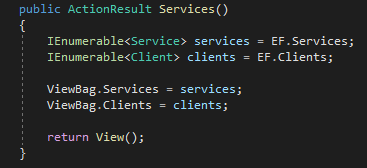 public ActionResult Services()
{
    IEnumerable<Service> services = EF.Services;
    IEnumerable<Client> clients = EF.Clients;

    ViewBag.Services = services;
    ViewBag.Clients = clients;

    return View();
}